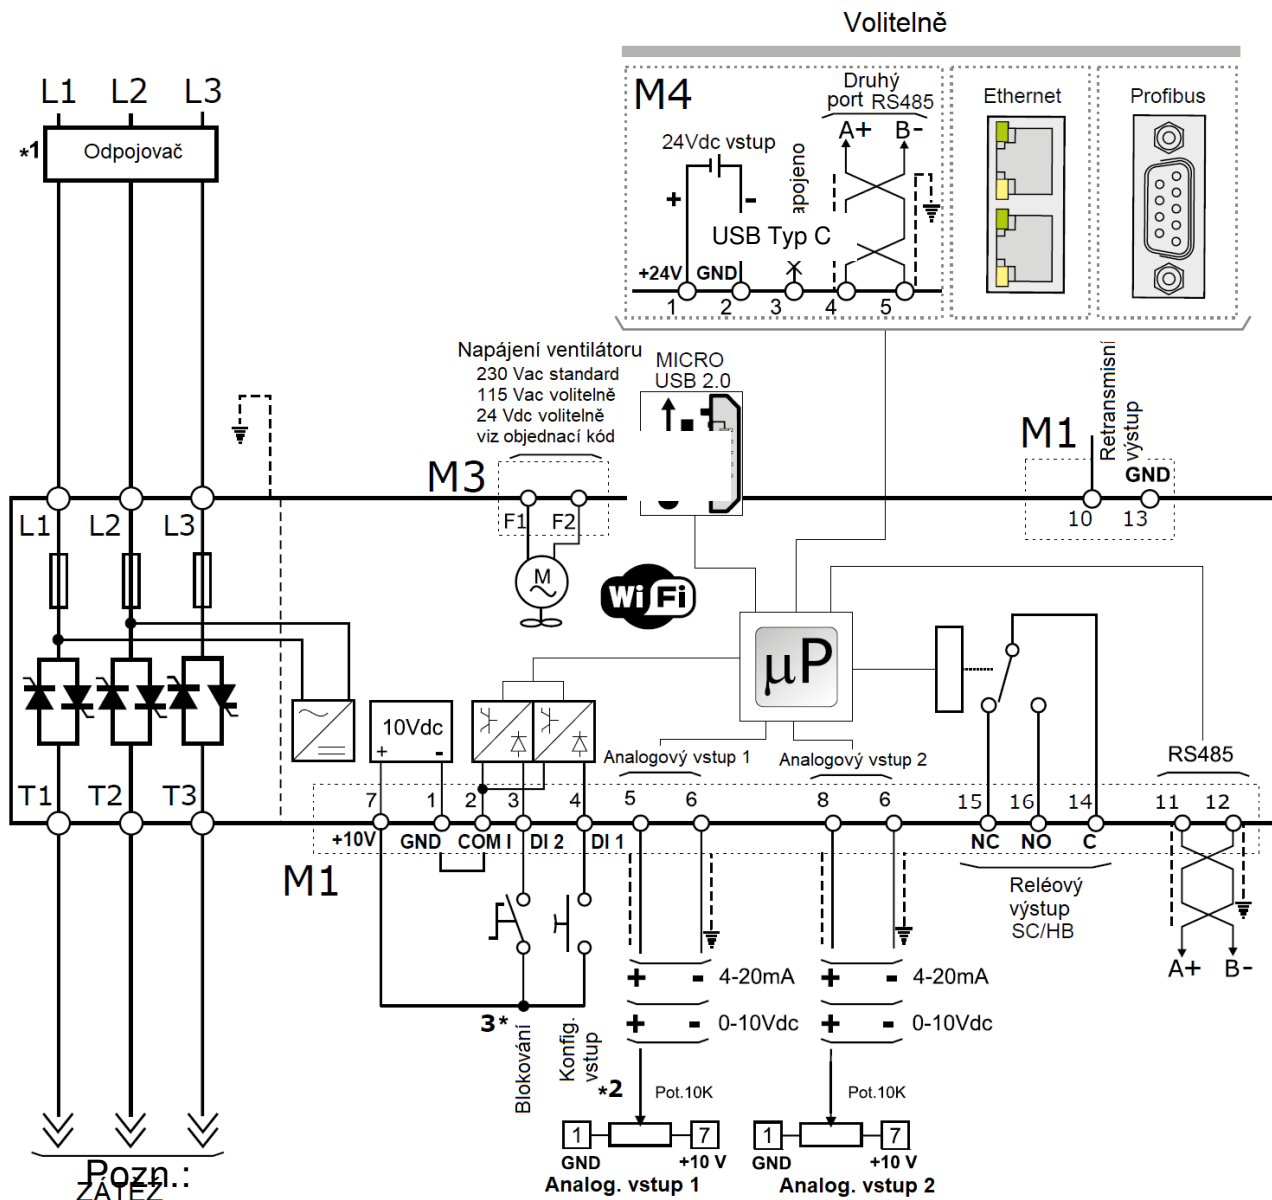 Volitelně
L1 L2 L3
*1 Odpojovač
M4
Druhý
port RS485
A+ B-
24Vdc vstup
+ -
apojeno
USB Typ C
+24V GND
1 2 3 4 5
Ethernet
Profibus
Napájení ventilátoru
230 Vac standard
115 Vac volitelně
24 Vdc volitelně
viz objednací kód
MICRO
USB 2.0
M3
F1 F2
M
M1
Retransmisní
výstup
GND
10 13
L1 L2 L3
WiFi
µP
10Vdc
+ -
Analogový vstup 1
Analogový vstup 2
RS485
T1 T2 T3
7 1 2 3 4 5 6 8 6 15 16 14 11 12
+10V GND COM I DI 2 DI 1 NC NO C
M1
Reléový
výstup
SC/HB
A+ B-
+ - 4-20mA
+ - 0-10Vdc
+ - 4-20mA
+ - 0-10Vdc
3*
Blokování
Konfig.
vstup
*2
Pot.10K
Pot.10K
1 7
GND +10 V
Analog. vstup 1
1 7
GND +10 V
Analog. vstup 2
Pozn.:
ZÁTĚŽ